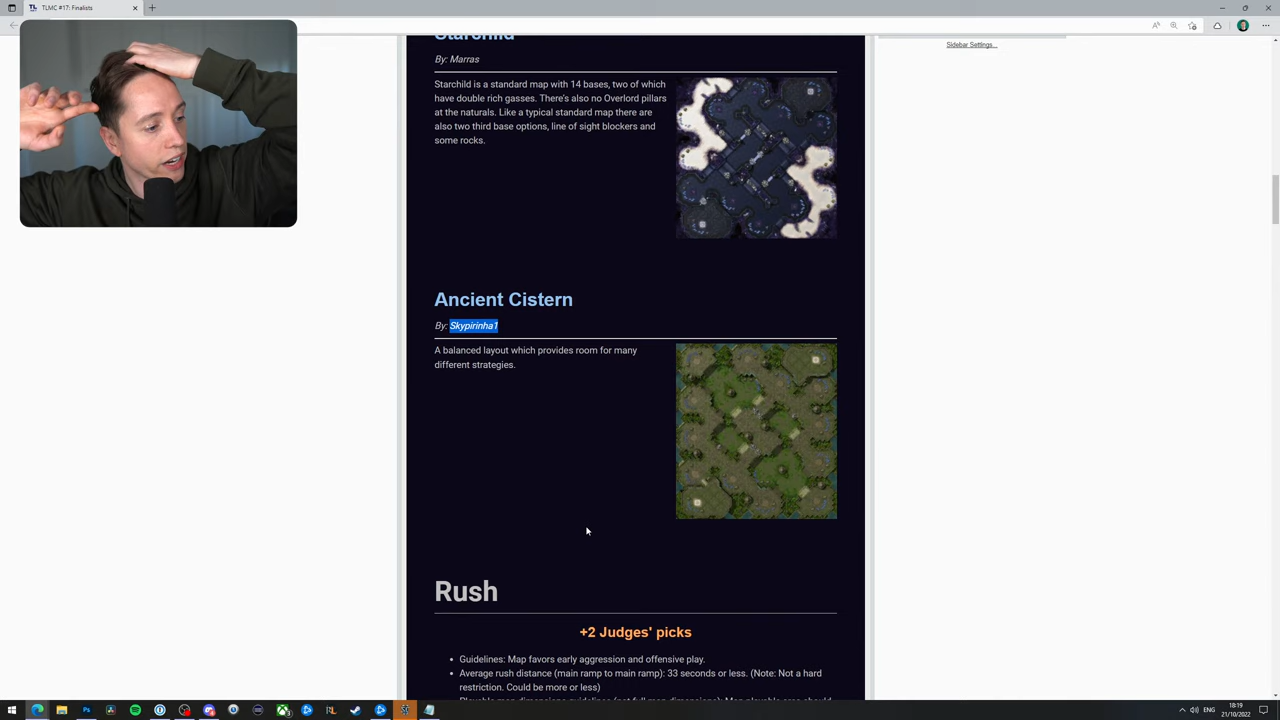 TLMC #17: Finalists
Sidebar Settings...
Starchild
By: Marras
Starchild is a standard map with 14 bases, two of which
have double rich gasses. There's also no Overlord pillars
at the naturals. Like a typical standard map there are
also two third base options, line of sight blockers and
some rocks.
Ancient Cistern
By: Skypirinha1
A balanced layout which provides room for many
different strategies.
Rush
+2 Judges' picks
• Guidelines: Map favors early aggression and offensive play.
• Average rush distance (main ramp to main ramp): 33 seconds or less. (Note: Not a hard
restriction. Could be more or less)
ENG
18:19
21/10/2022